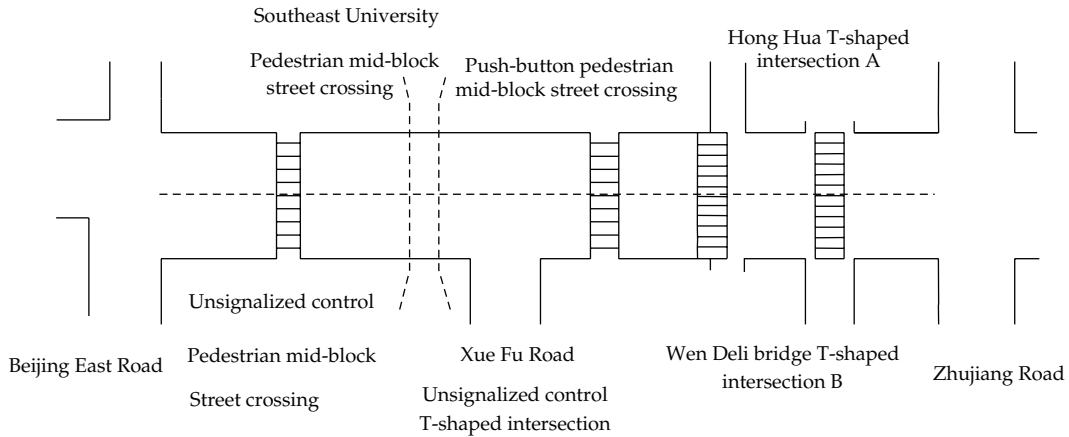 Southeast University
Pedestrian mid-block
street crossing
Push-button pedestrian
mid-block street crossing
Hong Hua T-shaped
intersection A
Unsignalized control
Pedestrian mid-block
Street crossing
Beijing East Road
Xue Fu Road
Unsignalized control
T-shaped intersection
Wen Deli bridge T-shaped
intersection B
Zhujiang Road